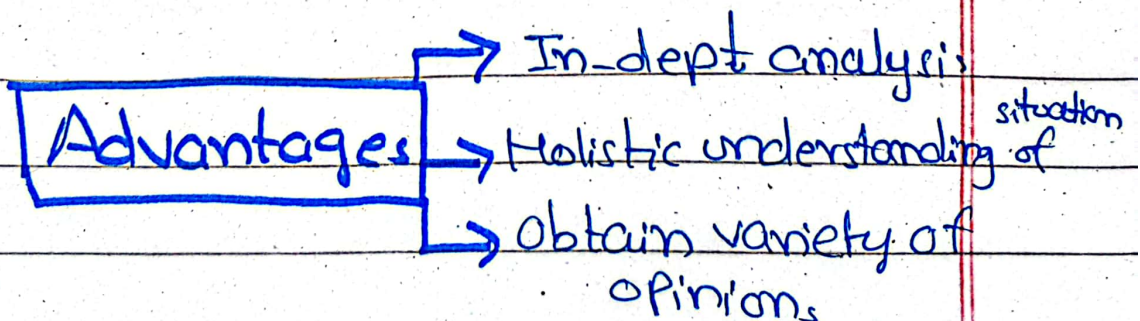 In-dept analysis
Advantages
situation
Holistic understanding of
Obtain variety of
opinions